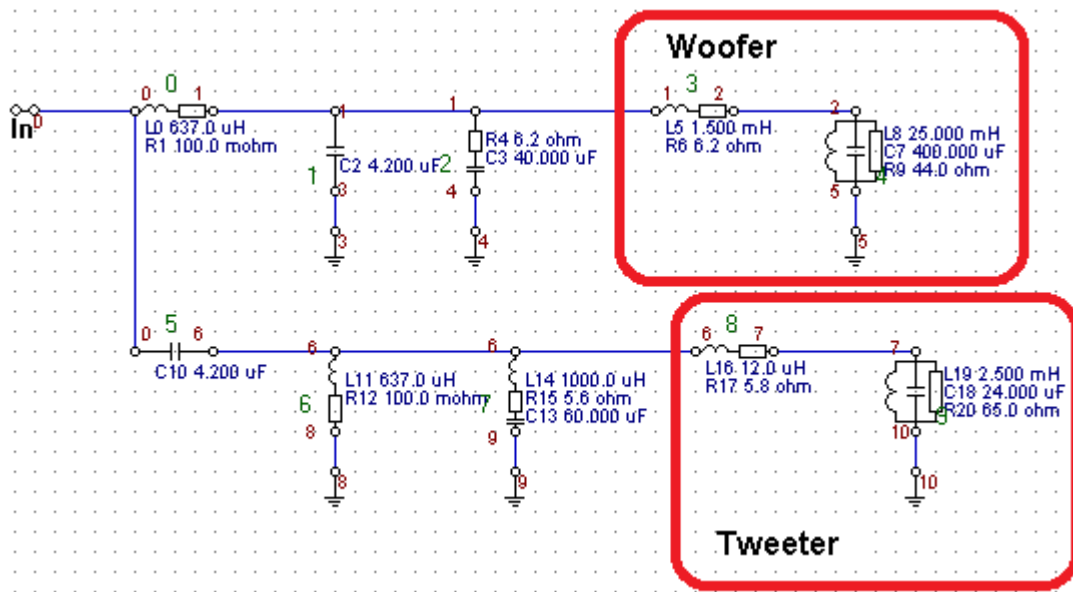 Woofer
0 0 1
1
1
1 3 2
2
In 0
L0 637.0 uH
R1 100.0 mohm
C2 4.200 uF
1
3
3
R4 6.2 ohm
C3 40.000 uF
2
4
4
L5 1.500 mH
R6 6.2 ohm
L8 25.000 mH
C7 400.000 uF
R9 44.0 ohm
4
5
5
0 5 6
6
6
6 8 7
7
C10 4.200 uF
L11 637.0 uH
R12 100.0 mohm
6
8
8
L14 1000.0 uH
R15 5.6 ohm
C13 60.000 uF
7
9
9
L16 12.0 uH
R17 5.8 ohm
L19 2.500 mH
C18 24.000 uF
R20 65.0 ohm
9
10
10
Tweeter